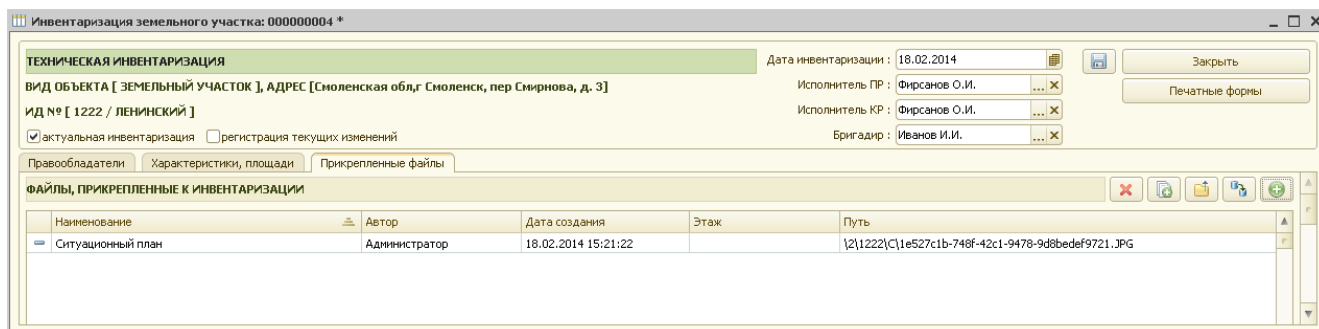 Инвентаризация земельного участка: 000000004 *
ТЕХНИЧЕСКАЯ ИНВЕНТАРИЗАЦИЯ
Дата инвентаризации : 18.02.2014
Закрыть
ВИД ОБЪЕКТА [ ЗЕМЕЛЬНЫЙ УЧАСТОК ], АДРЕС [Смоленская обл,г Смоленск, пер Смирнова, д. 3]
Исполнитель ПР : Фирсанов О.И. ... X
Печатные формы
ИД № [ 1222 / ЛЕНИНСКИЙ ]
Исполнитель КР : Фирсанов О.И. ... X
актуальная инвентаризация регистрация текущих изменений
Бригадир : Иванов И.И. ... X
Правообладатели Характеристики, площади Прикрепленные файлы
ФАЙЛЫ, ПРИКРЕПЛЕННЫЕ К ИНВЕНТАРИЗАЦИИ
Наименование Автор Дата создания Этаж Путь
Ситуационный план Администратор 18.02.2014 15:21:22 \2\1222\C\1e527c1b-748f-42c1-9478-9d8bedef9721.JPG